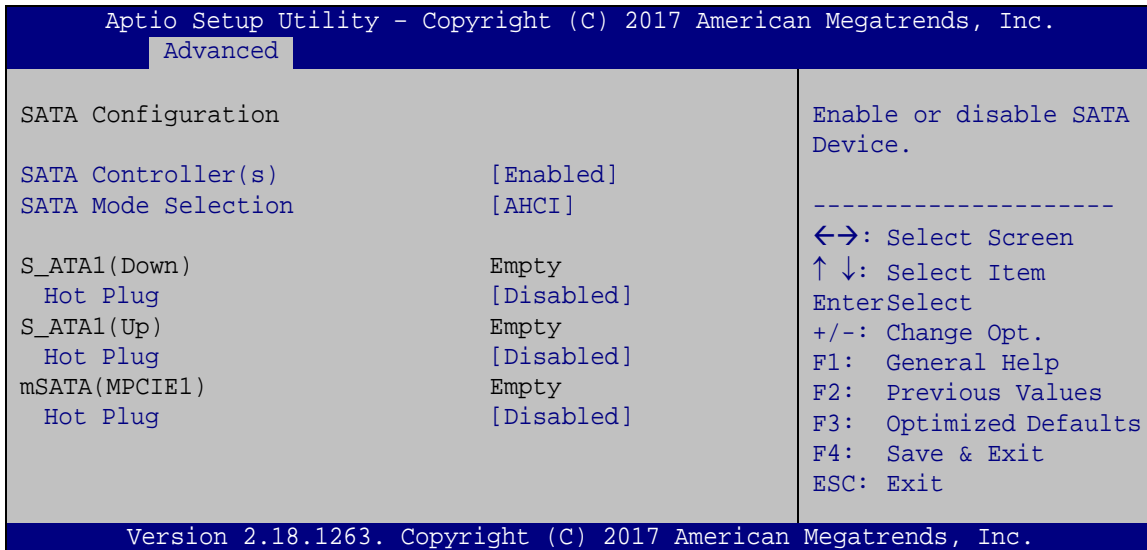 Aptio Setup Utility – Copyright (C) 2017 American Megatrends, Inc.
Advanced
SATA Configuration
SATA Controller(s) [Enabled]
SATA Mode Selection [AHCI]
S_ATA1(Down) Empty
Hot Plug [Disabled]
S_ATA1(Up) Empty
Hot Plug [Disabled]
mSATA(MPCIE1) Empty
Hot Plug [Disabled]
Enable or disable SATA
Device.
---------------------
←→: Select Screen
↑ ↓: Select Item
EnterSelect
+/-: Change Opt.
F1: General Help
F2: Previous Values
F3: Optimized Defaults
F4: Save & Exit
ESC: Exit
Version 2.18.1263. Copyright (C) 2017 American Megatrends, Inc.